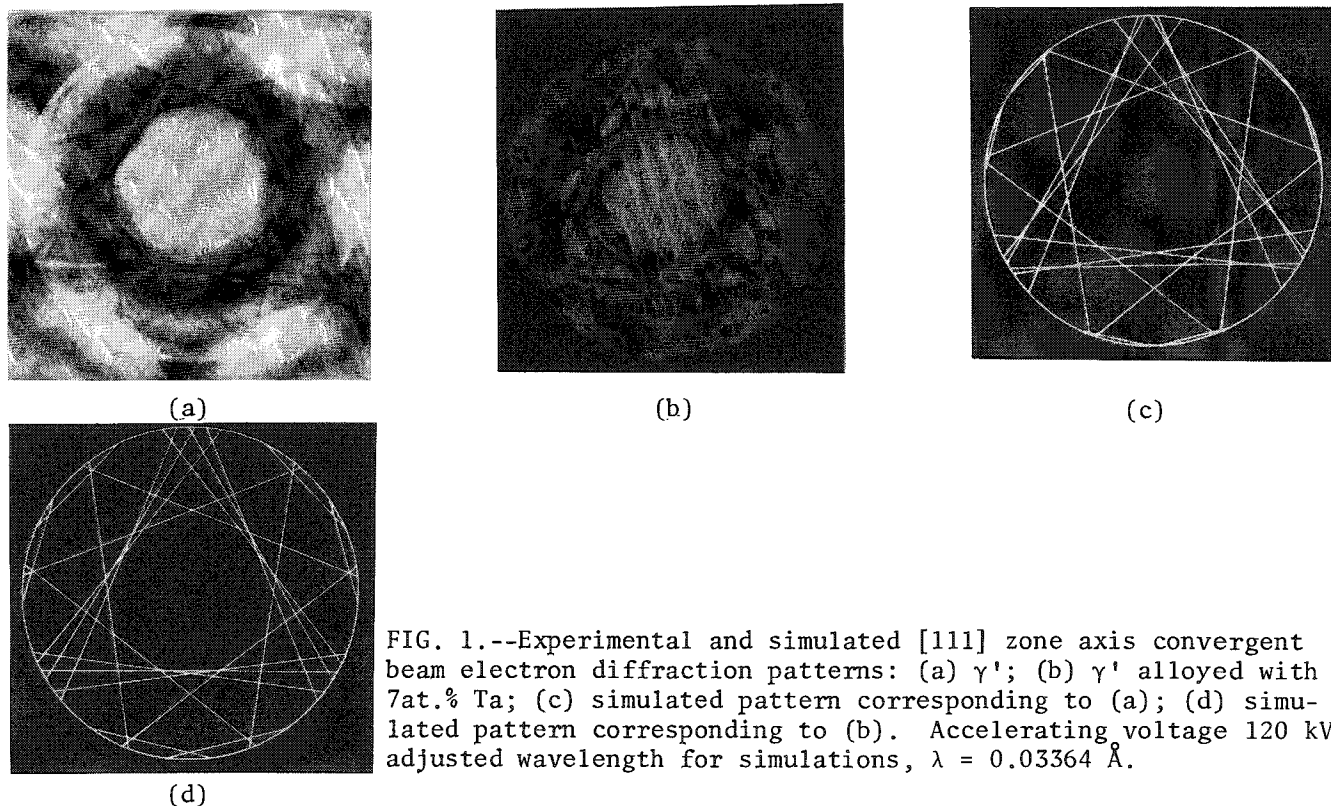 (a)
(b)
(c)
(d)
FIG. 1.--Experimental and simulated [111] zone axis convergent
beam electron diffraction patterns: (a) γ'; (b) γ' alloyed with
7at.% Ta; (c) simulated pattern corresponding to (a); (d) simu-
lated pattern corresponding to (b). Accelerating voltage 120 kV
adjusted wavelength for simulations, λ = 0.03364 Å.